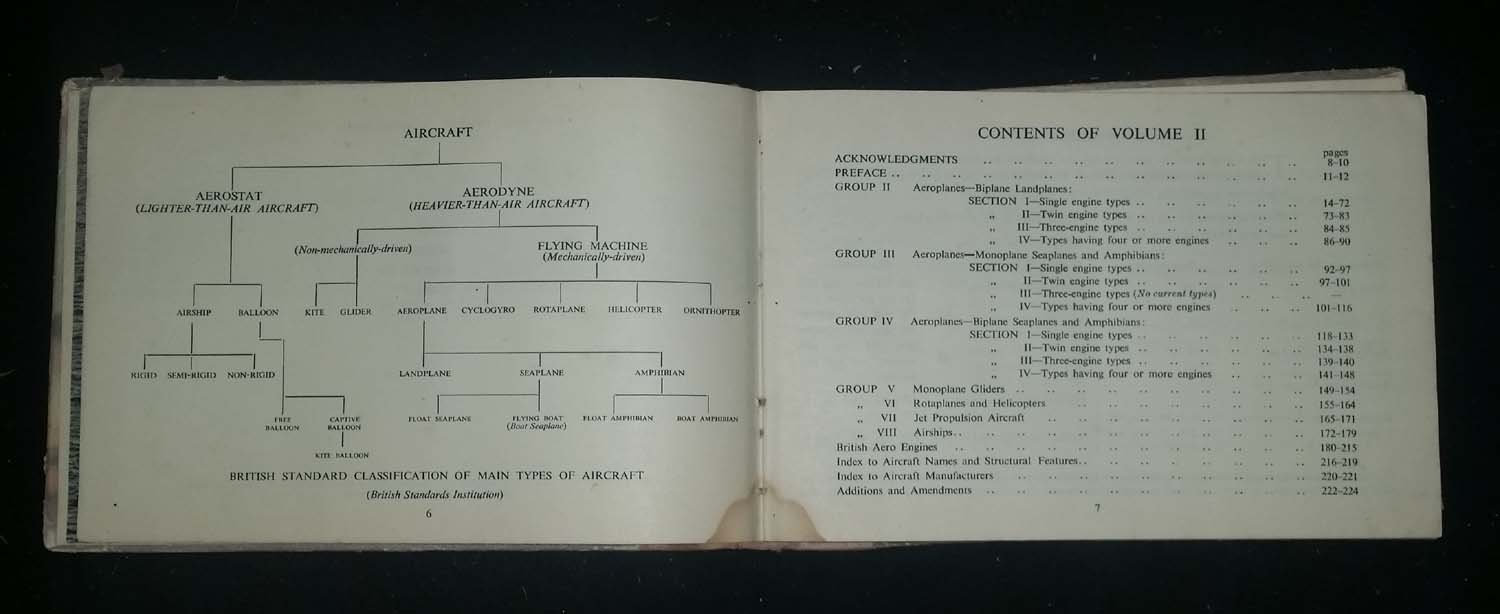 AIRCRAFT
AEROSTAT
(LIGHTER-THAN-AIR AIRCRAFT)
AERODYNE
(HEAVIER-THAN-AIR AIRCRAFT)
(Non-mechanically-driven)
FLYING MACHINE
(Mechanically-driven)
AIRSHIP BALLOON KITE GLIDER AEROPLANE CYCLOGYRO ROTAPLANE HELICOPTER ORNITHOPTER
RIGID SEMI-RIGID NON-RIGID LANDPLANE SEAPLANE AMPHIBIAN
FREE BALLOON
CAPTIVE BALLOON
FLOAT SEAPLANE
FLYING BOAT
(Boat Seaplane)
FLOAT AMPHIBIAN
BOAT AMPHIBIAN
KITE BALLOON
BRITISH STANDARD CLASSIFICATION OF MAIN TYPES OF AIRCRAFT
(British Standards Institution)
6
CONTENTS OF VOLUME II
pages
ACKNOWLEDGMENTS .. .. .. .. .. .. .. .. .. .. .. 8-10
PREFACE .. .. .. .. .. .. .. .. .. .. .. .. .. .. 11-12
GROUP II Aeroplanes—Biplane Landplanes:
SECTION I—Single engine types .. .. .. .. .. .. 14-72
„ II—Twin engine types .. .. .. .. .. .. 73-83
„ III—Three-engine types .. .. .. .. .. .. 84-85
„ IV—Types having four or more engines .. .. .. 86-90
GROUP III Aeroplanes—Monoplane Seaplanes and Amphibians:
SECTION I—Single engine types .. .. .. .. .. .. 92-97
„ II—Twin engine types .. .. .. .. .. .. 97-101
„ III—Three-engine types (No current types) .. .. .. —
„ IV—Types having four or more engines .. .. .. 101-116
GROUP IV Aeroplanes—Biplane Seaplanes and Amphibians:
SECTION I—Single engine types .. .. .. .. .. .. 118-133
„ II—Twin engine types .. .. .. .. .. .. 134-138
„ III—Three-engine types .. .. .. .. .. .. 139-140
„ IV—Types having four or more engines .. .. .. 141-148
GROUP V Monoplane Gliders .. .. .. .. .. .. .. .. .. .. 149-154
„ VI Rotaplanes and Helicopters .. .. .. .. .. .. .. .. 155-164
„ VII Jet Propulsion Aircraft .. .. .. .. .. .. .. .. .. 165-171
„ VIII Airships .. .. .. .. .. .. .. .. .. .. .. .. 172-179
British Aero Engines .. .. .. .. .. .. .. .. .. .. .. .. 180-215
Index to Aircraft Names and Structural Features .. .. .. .. .. .. .. .. 216-219
Index to Aircraft Manufacturers .. .. .. .. .. .. .. .. .. .. 220-221
Additions and Amendments .. .. .. .. .. .. .. .. .. .. .. 222-224
7